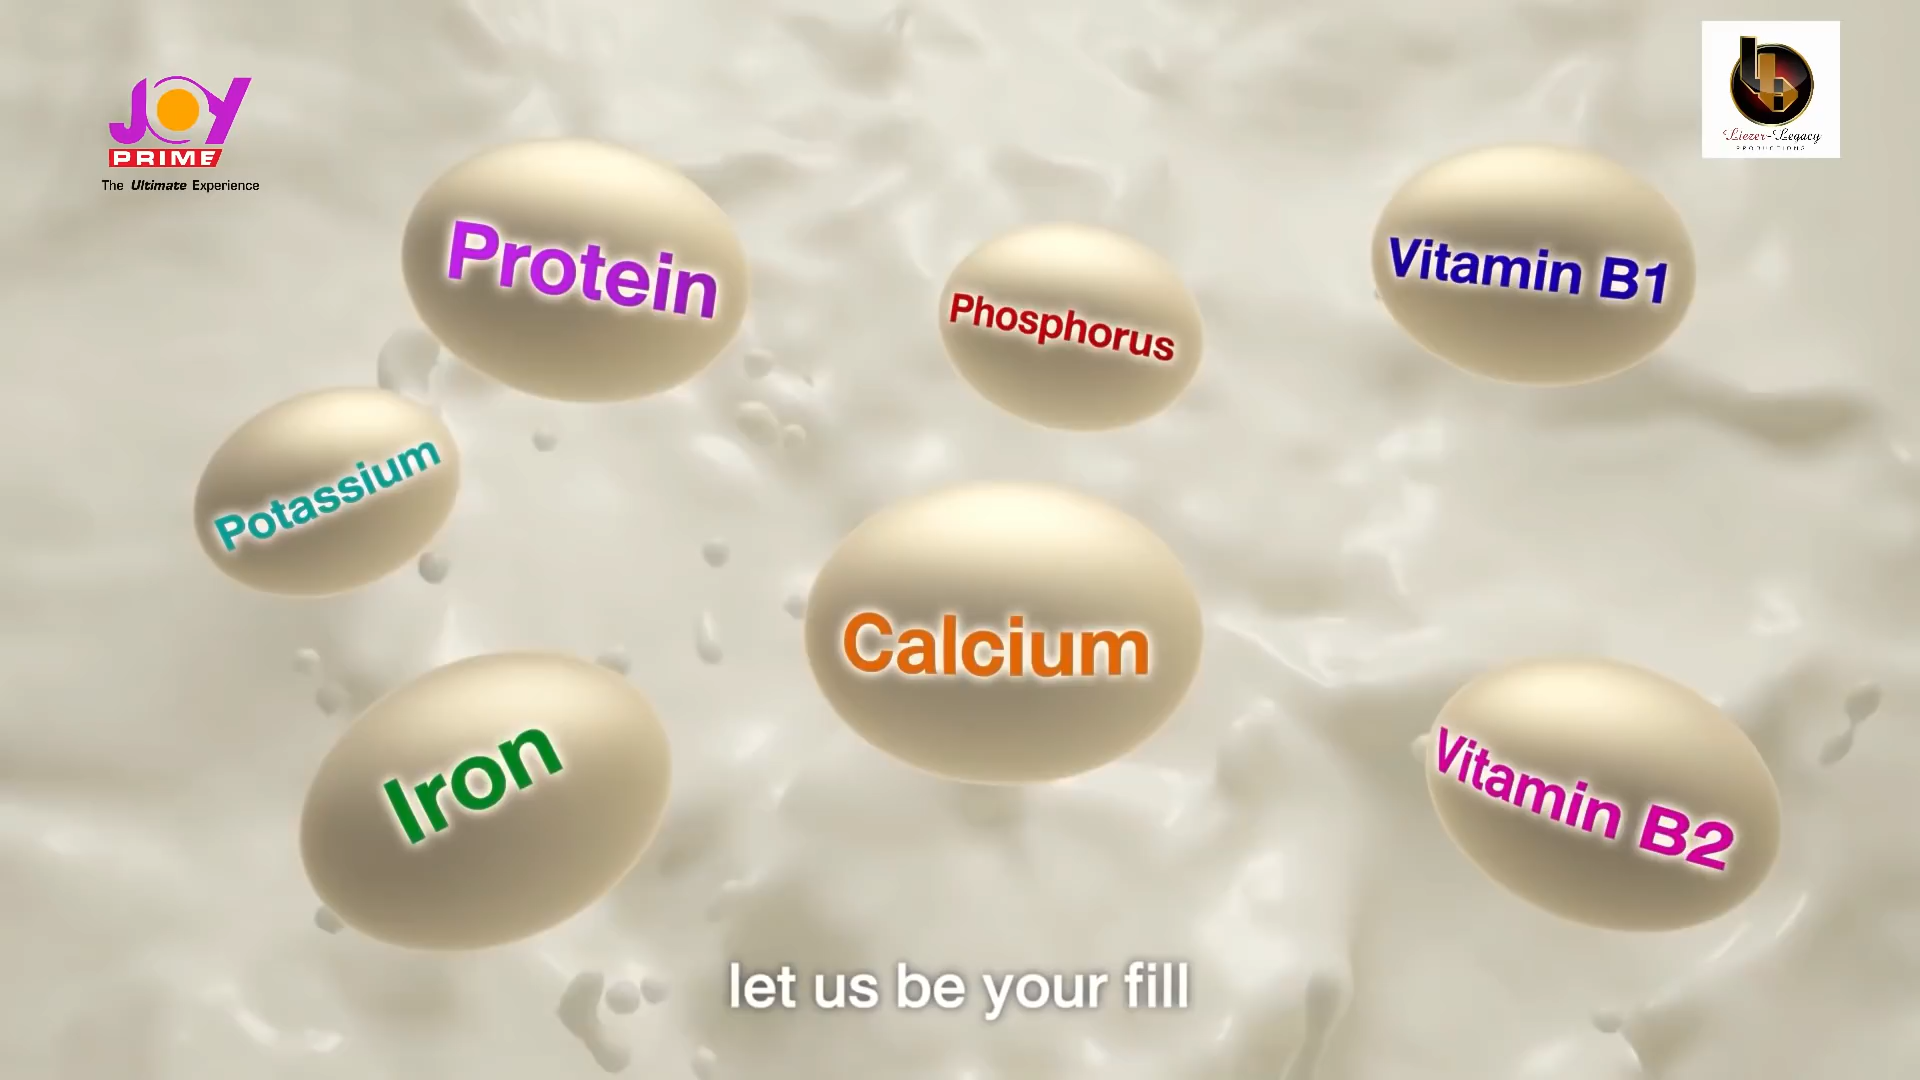 JOY
PRIME
The Ultimate Experience
Liezer-Legacy
PRODUCTIONS
Protein
Phosphorus
Vitamin B1
Potassium
Calcium
Iron
Vitamin B2
let us be your fill